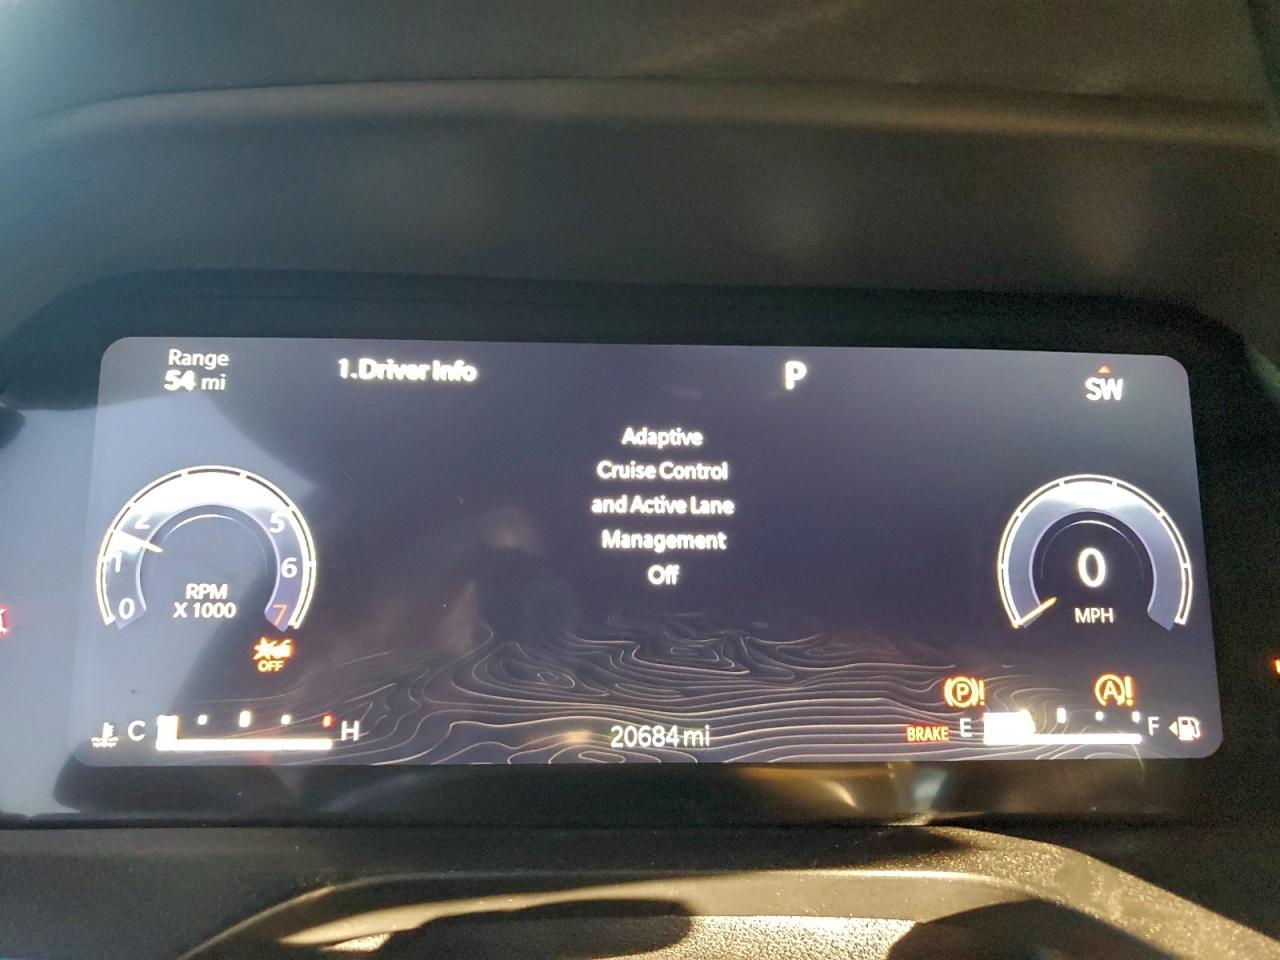 Range
54 mi
1.Driver Info
P
SW
Adaptive
Cruise Control
and Active Lane
Management
Off
0
1
2
5
6
7
RPM
X 1000
OFF
0
MPH
C
H
20684 mi
BRAKE
P!
A!
E
F